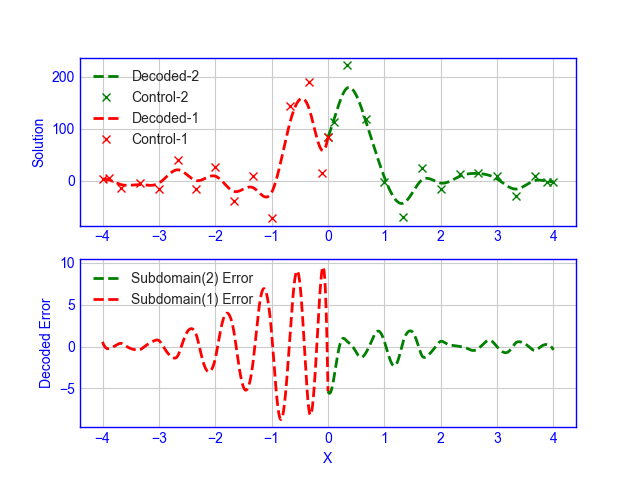 200
100
0
Solution
Decoded-2
Control-2
Decoded-1
Control-1
−4 −3 −2 −1 0 1 2 3 4
10
5
0
−5
Decoded Error
Subdomain(2) Error
Subdomain(1) Error
−4 −3 −2 −1 0 1 2 3 4
X